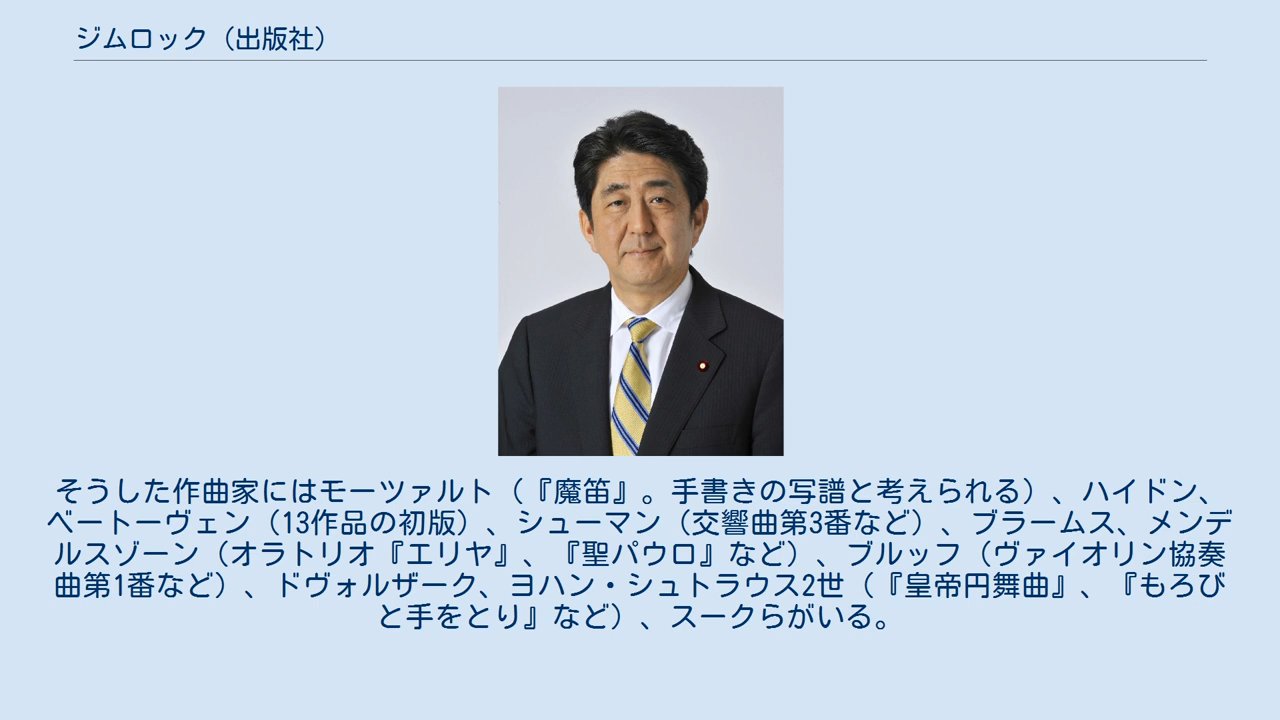 ジムロック（出版社）
そうした作曲家にはモーツァルト（『魔笛』。手書きの写譜と考えられる）、ハイドン、
ベートーヴェン（13作品の初版）、シューマン（交響曲第3番など）、ブラームス、メンデ
ルスゾーン（オラトリオ『エリヤ』、『聖パウロ』など）、ブルッフ（ヴァイオリン協奏
曲第1番など）、ドヴォルザーク、ヨハン・シュトラウス2世（『皇帝円舞曲』、『もろび
と手をとり』など）、スークらがいる。